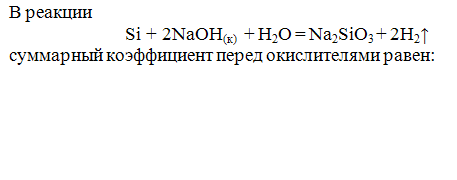 В реакции
Si + 2NaOH(к) + H₂O = Na₂SiO₃ + 2H₂↑
суммарный коэффициент перед окислителями равен: